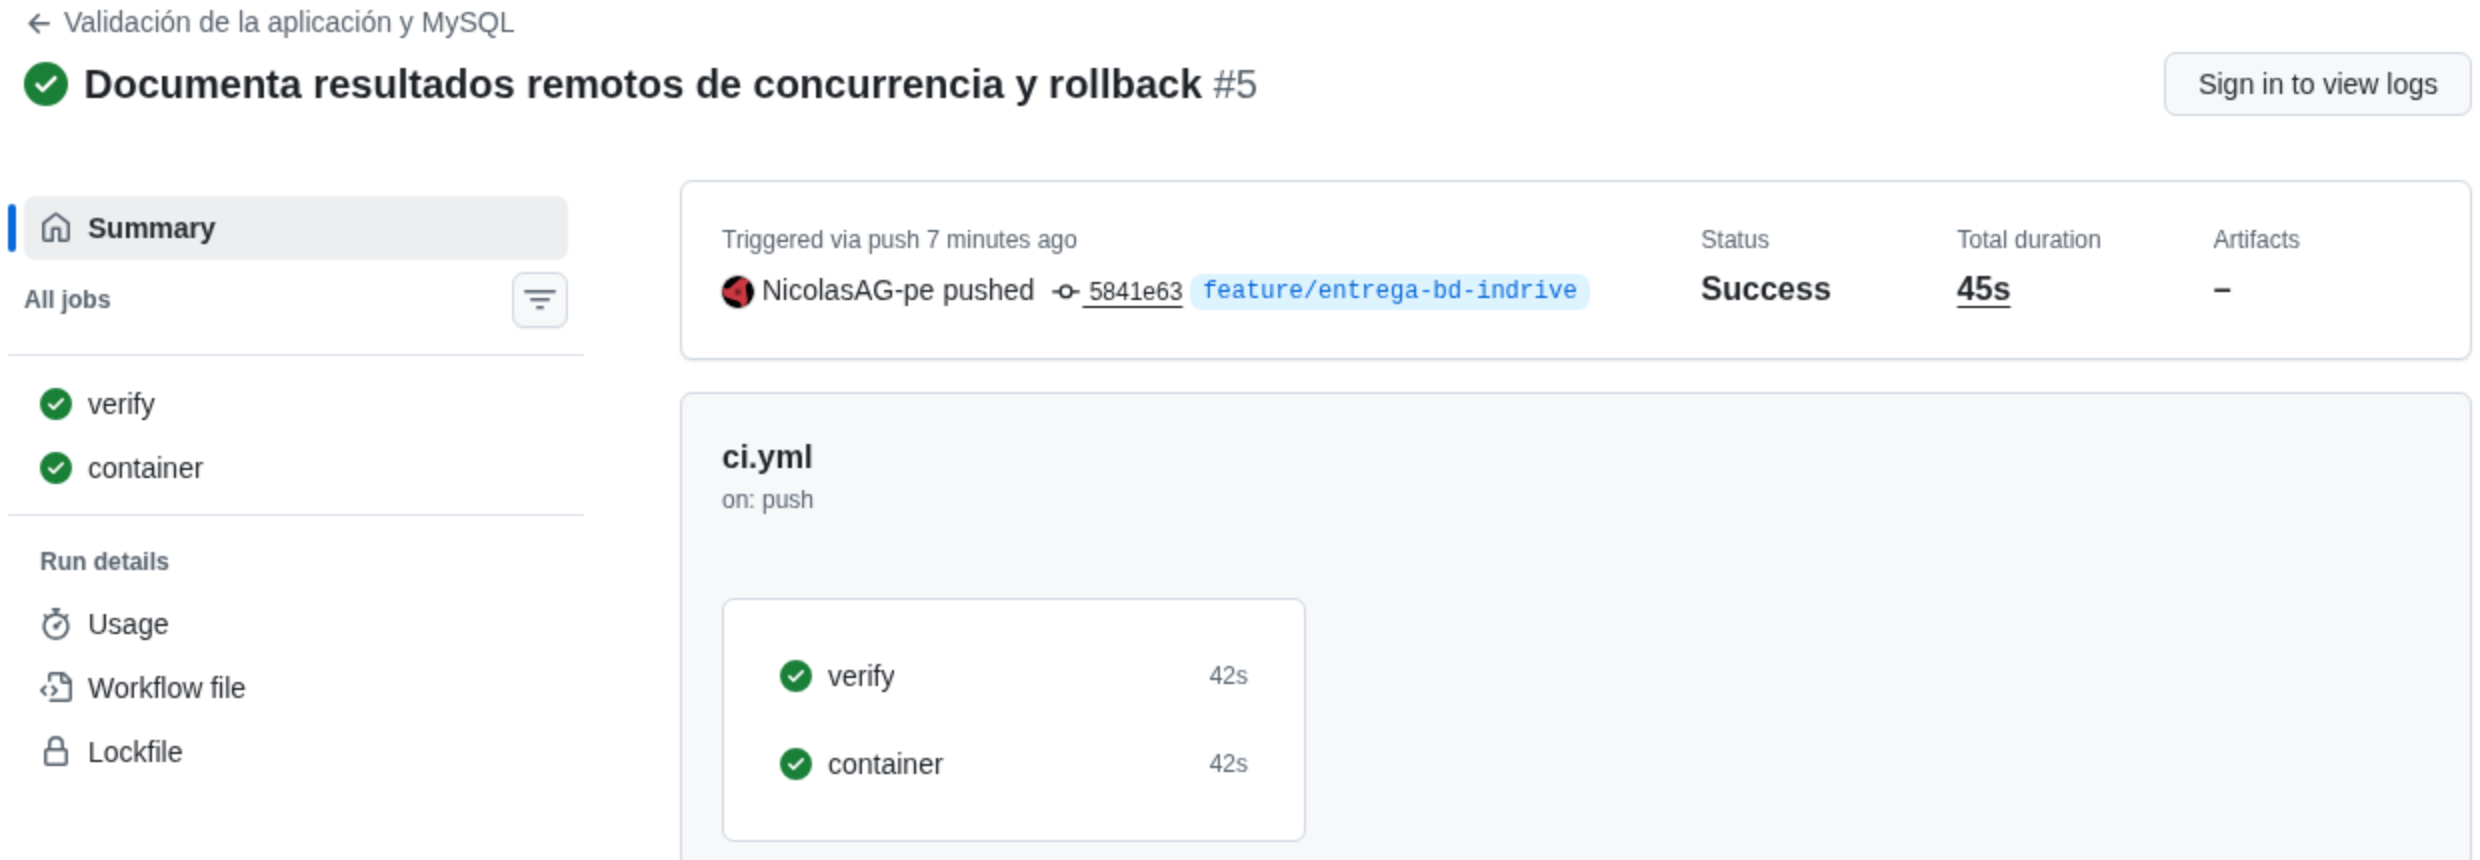 Validación de la aplicación y MySQL
Documenta resultados remotos de concurrencia y rollback #5
Sign in to view logs
Summary
All jobs
verify
container
Run details
Usage
Workflow file
Lockfile
Triggered via push 7 minutes ago
NicolasAG-pe pushed 5841e63 feature/entrega-bd-indrive
Status
Success
Total duration
45s
Artifacts
–
ci.yml
on: push
verify 42s
container 42s